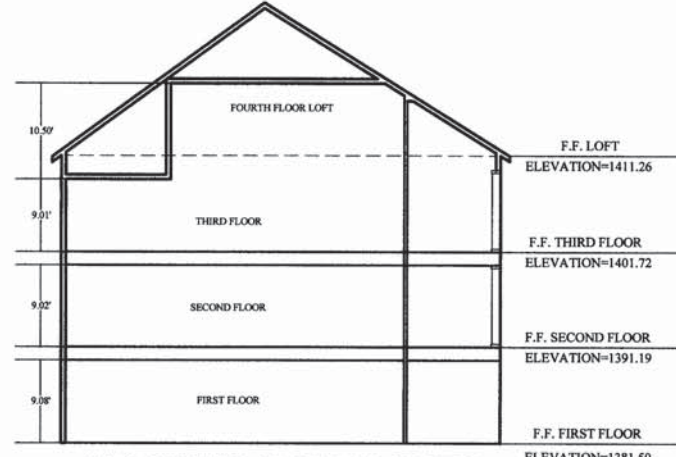 FOURTH FLOOR LOFT
10.50'
F.F. LOFT
ELEVATION=1411.26
9.01'
THIRD FLOOR
F.F. THIRD FLOOR
ELEVATION=1401.72
9.02'
SECOND FLOOR
F.F. SECOND FLOOR
ELEVATION=1391.19
9.08'
FIRST FLOOR
F.F. FIRST FLOOR